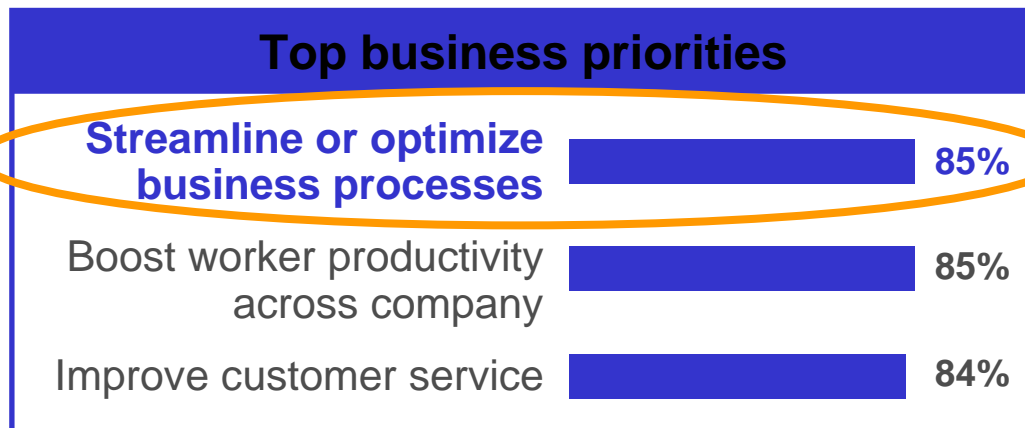 Top business priorities
Streamline or optimize
business processes
85%
Boost worker productivity
across company
85%
Improve customer service
84%